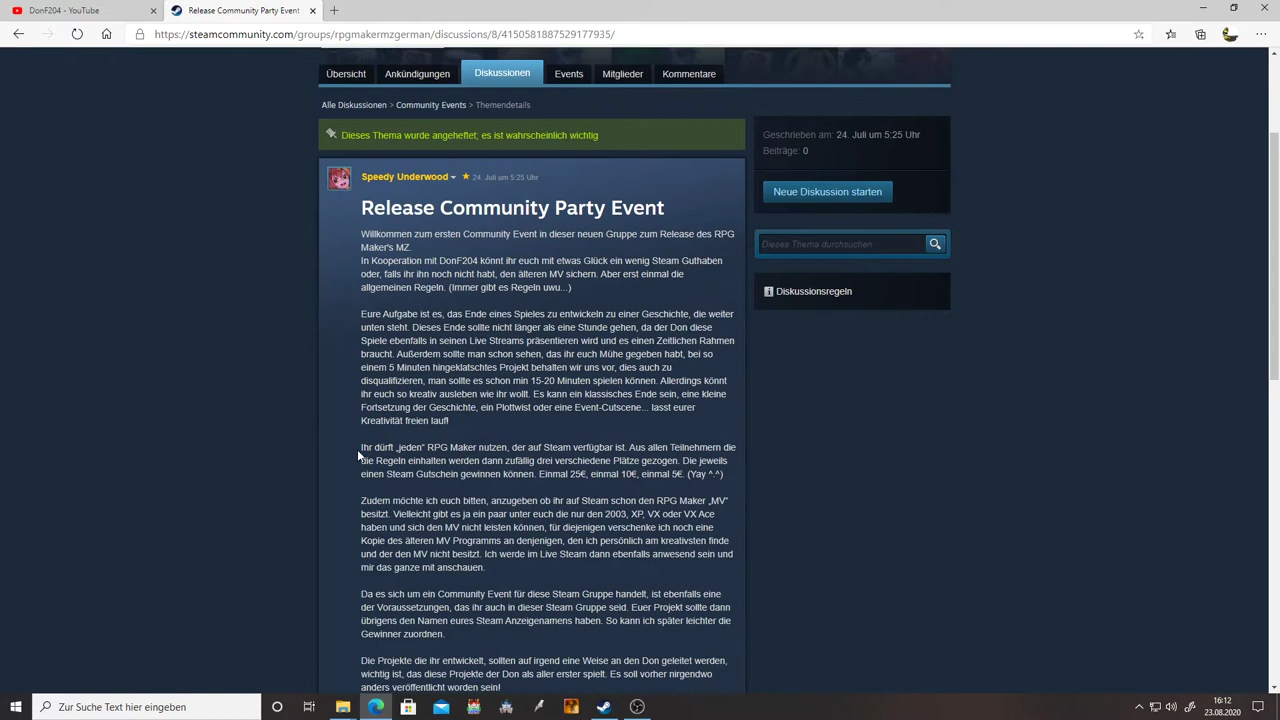 DonF204 - YouTube
Release Community Party Event
https://steamcommunity.com/groups/rpgmakermzgerman/discussions/8/4150581887529177935/
Übersicht
Ankündigungen
Diskussionen
Events
Mitglieder
Kommentare
Alle Diskussionen > Community Events > Themendetails
Dieses Thema wurde angeheftet; es ist wahrscheinlich wichtig
Geschrieben am: 24. Juli um 5:25 Uhr
Beiträge: 0
Neue Diskussion starten
Dieses Thema durchsuchen
Diskussionsregeln
Speedy Underwood
24. Juli um 5:25 Uhr
Release Community Party Event
Willkommen zum ersten Community Event in dieser neuen Gruppe zum Release des RPG
Maker's MZ.
In Kooperation mit DonF204 könnt ihr euch mit etwas Glück ein wenig Steam Guthaben
oder, falls ihr ihn noch nicht habt, den älteren MV sichern. Aber erst einmal die
allgemeinen Regeln. (Immer gibt es Regeln uwu...)
Eure Aufgabe ist es, das Ende eines Spieles zu entwickeln zu einer Geschichte, die weiter
unten steht. Dieses Ende sollte nicht länger als eine Stunde gehen, da der Don diese
Spiele ebenfalls in seinen Live Streams präsentieren wird und es einen Zeitlichen Rahmen
braucht. Außerdem sollte man schon sehen, das ihr euch Mühe gegeben habt, bei so
einem 5 Minuten hingeklatschtes Projekt behalten wir uns vor, dies auch zu
disqualifizieren, man sollte es schon min 15-20 Minuten spielen können. Allerdings könnt
ihr euch so kreativ ausleben wie ihr wollt. Es kann ein klassisches Ende sein, eine kleine
Fortsetzung der Geschichte, ein Plottwist oder eine Event-Cutscene... lasst eurer
Kreativität freien lauf!
Ihr dürft „jeden“ RPG Maker nutzen, der auf Steam verfügbar ist. Aus allen Teilnehmern die
die Regeln einhalten werden dann zufällig drei verschiedene Plätze gezogen. Die jeweils
einen Steam Gutschein gewinnen können. Einmal 25€, einmal 10€, einmal 5€. (Yay ^.^)
Zudem möchte ich euch bitten, anzugeben ob ihr auf Steam schon den RPG Maker „MV“
besitzt. Vielleicht gibt es ja ein paar unter euch die nur den 2003, XP, VX oder VX Ace
haben und sich den MV nicht leisten können, für diejenigen verschenke ich noch eine
Kopie des älteren MV Programms an denjenigen, den ich persönlich am kreativsten finde
und der den MV nicht besitzt. Ich werde im Live Steam dann ebenfalls anwesend sein und
mir das ganze mit anschauen.
Da es sich um ein Community Event für diese Steam Gruppe handelt, ist ebenfalls eine
der Voraussetzungen, das ihr auch in dieser Steam Gruppe seid. Euer Projekt sollte dann
übrigens den Namen eures Steam Anzeigenamens haben. So kann ich später leichter die
Gewinner zuordnen.
Die Projekte die ihr entwickelt, sollten auf irgend eine Weise an den Don geleitet werden,
wichtig ist, das diese Projekte der Don als aller erster spielt. Es soll vorher nirgendwo
anders veröffentlicht worden sein!
Zur Suche Text hier eingeben
16:12
23.08.2020